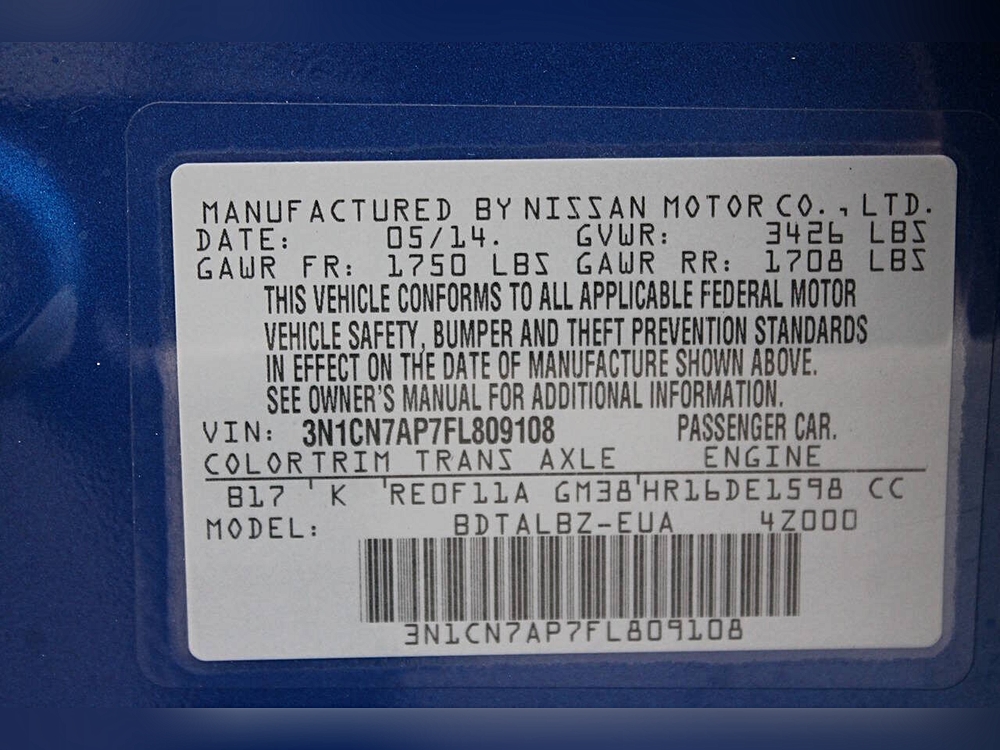 MANUFACTURED BY NISSAN MOTOR CO., LTD.
DATE: 05/14. GVWR: 3426 LBS
GAWR FR: 1750 LBS GAWR RR: 1708 LBS
THIS VEHICLE CONFORMS TO ALL APPLICABLE FEDERAL MOTOR
VEHICLE SAFETY, BUMPER AND THEFT PREVENTION STANDARDS
IN EFFECT ON THE DATE OF MANUFACTURE SHOWN ABOVE.
SEE OWNER'S MANUAL FOR ADDITIONAL INFORMATION.
VIN: 3N1CN7AP7FL809108 PASSENGER CAR.
COLORTRIM TRANS AXLE ENGINE
B17 K RE0F11A GM38 HR16DE1598 CC
MODEL: BDTALBZ-EUA 4Z000
3N1CN7AP7FL809108